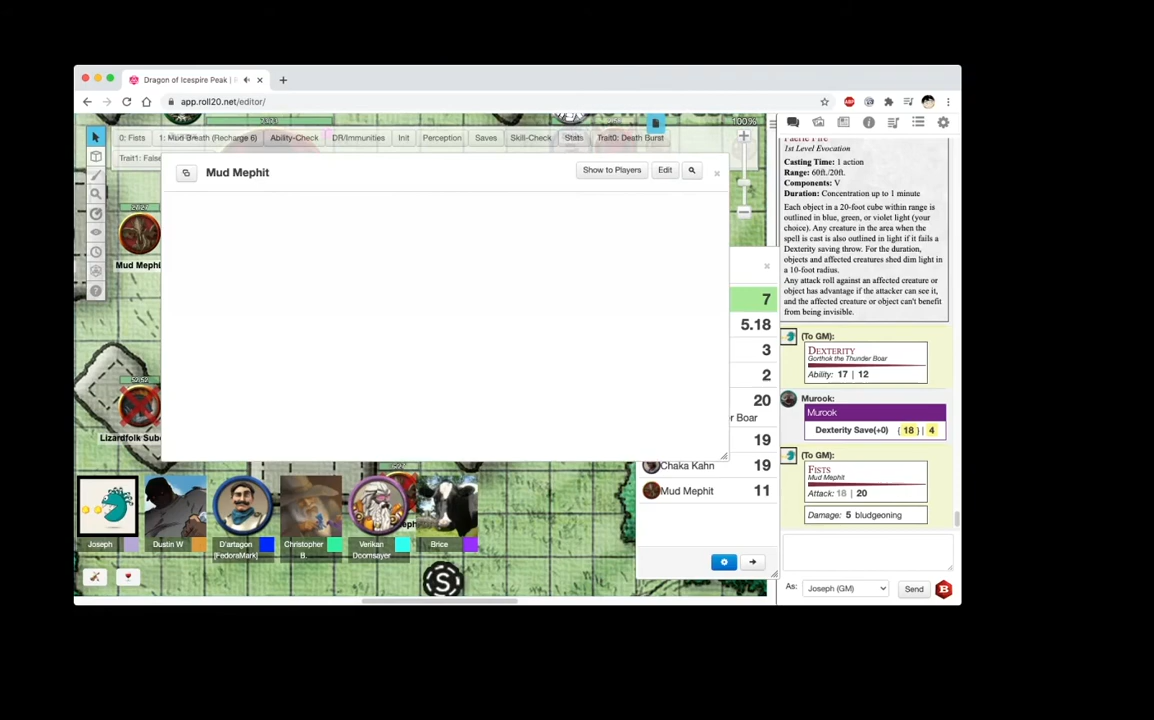 Dragon of Icespire Peak |
app.roll20.net/editor/
100%
0: Fists
1: Mud Breath (Recharge 6)
Ability-Check
DR/Immunities
Init
Perception
Saves
Skill-Check
Stats
Trait0: Death Burst
Trait1: False
Mud Mephit
Show to Players
Edit
Mud Mephi
Lizardfolk Sub
7
5.18
3
2
20
r Boar
19
Chaka Kahn 19
Mud Mephit 11
Joseph
Dustin W
D'artagon
[FedoraMark]
Christopher
B.
Verikan
Doomsayer
Brice
S
Faerie Fire
1st Level Evocation
Casting Time: 1 action
Range: 60ft./20ft.
Components: V
Duration: Concentration up to 1 minute
Each object in a 20-foot cube within range is
outlined in blue, green, or violet light (your
choice). Any creature in the area when the
spell is cast is also outlined in light if it fails a
Dexterity saving throw. For the duration,
objects and affected creatures shed dim light in
a 10-foot radius.
Any attack roll against an affected creature or
object has advantage if the attacker can see it,
and the affected creature or object can't benefit
from being invisible.
(To GM):
DEXTERITY
Gorthok the Thunder Boar
Ability: 17 | 12
Murook:
Murook
Dexterity Save(+0) { 18 } | 4
(To GM):
FISTS
Mud Mephit
Attack: 18 | 20
Damage: 5 bludgeoning
As: Joseph (GM) Send